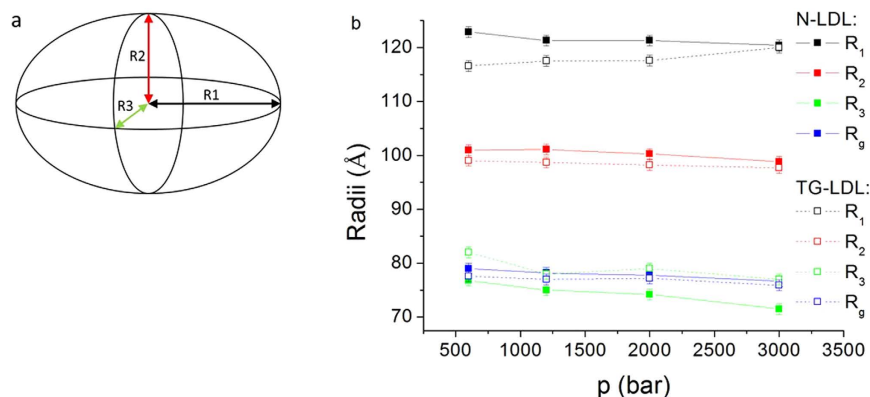 a
R2
R3
R1
b
Radii (Å)
120
110
100
90
80
70
500
1000
1500
2000
2500
3000
3500
p (bar)
N-LDL:
R1
R2
R3
Rg
TG-LDL:
R1
R2
R3
Rg